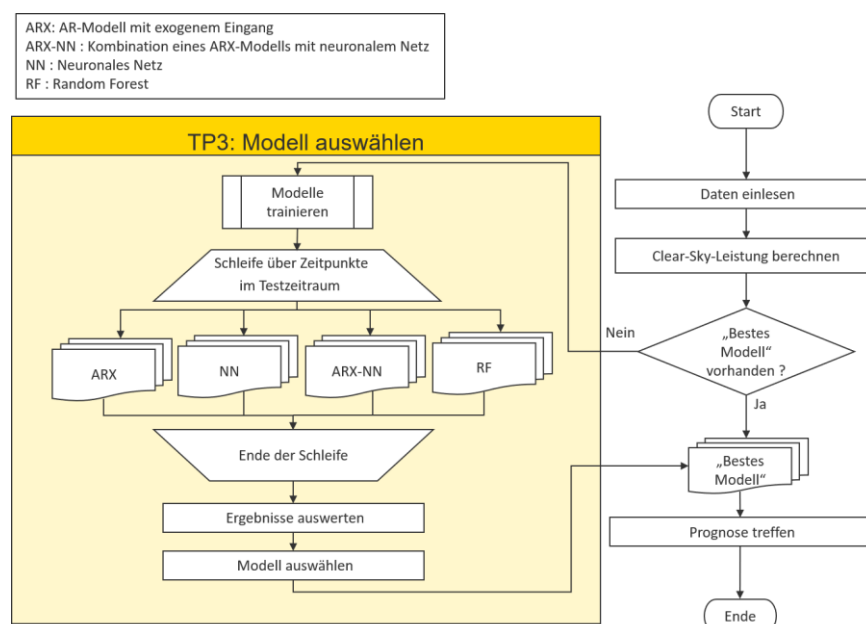 ARX: AR-Modell mit exogenem Eingang
ARX-NN : Kombination eines ARX-Modells mit neuronalem Netz
NN : Neuronales Netz
RF : Random Forest
TP3: Modell auswählen
Modelle
trainieren
Schleife über Zeitpunkte
im Testzeitraum
ARX
NN
ARX-NN
RF
Ende der Schleife
Ergebnisse auswerten
Modell auswählen
Start
Daten einlesen
Clear-Sky-Leistung berechnen
Nein
„Bestes
Modell“
vorhanden ?
Ja
„Bestes
Modell“
Prognose treffen
Ende